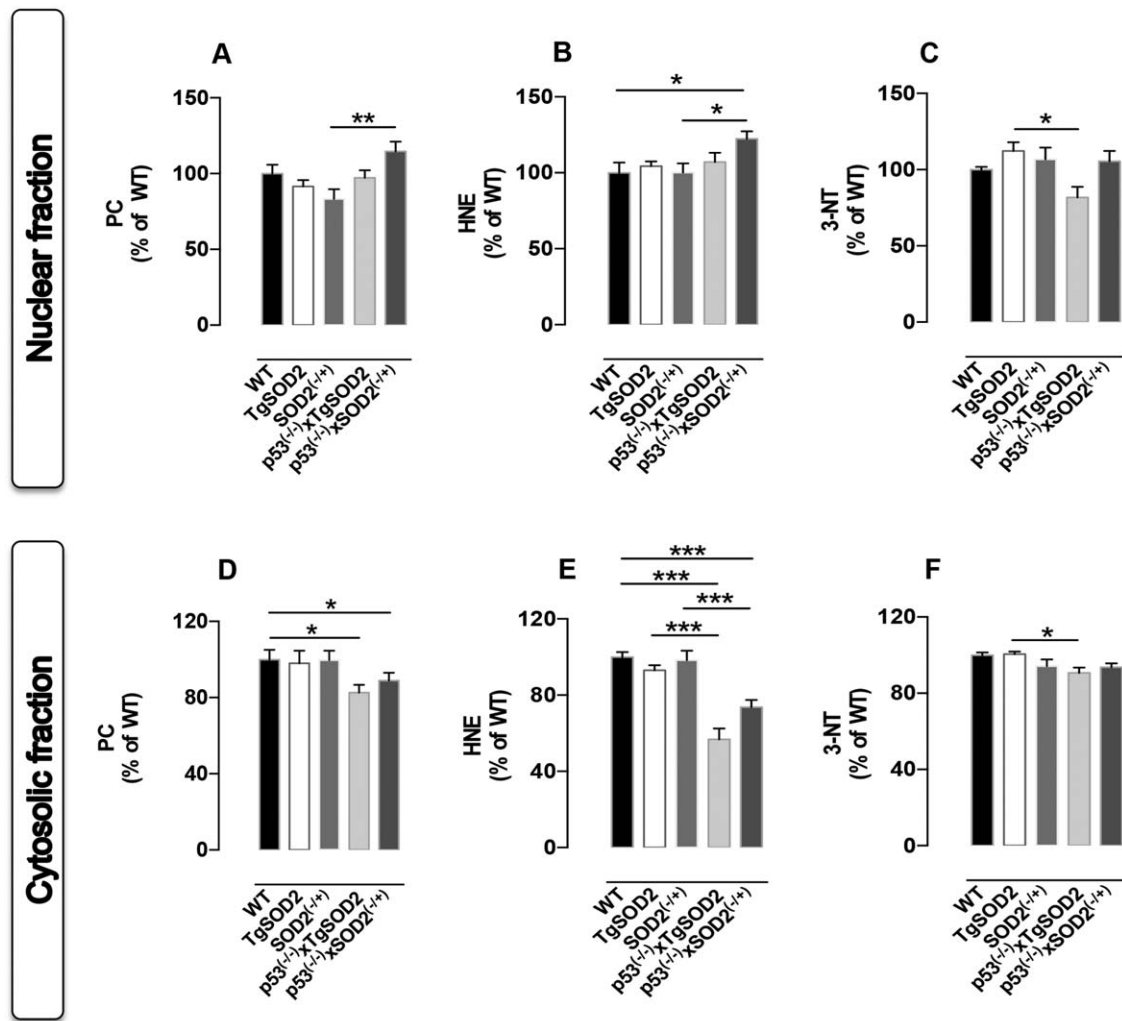 Nuclear fraction
A
**
150
100
50
0
PC
(% of WT)
WT
TgSOD2
SOD2(-/+)
p53(-/-)xTgSOD2
p53(-/-)xSOD2(-/+)
B
*
*
150
100
50
0
HNE
(% of WT)
WT
TgSOD2
SOD2(-/+)
p53(-/-)xTgSOD2
p53(-/-)xSOD2(-/+)
C
*
150
100
50
0
3-NT
(% of WT)
WT
TgSOD2
SOD2(-/+)
p53(-/-)xTgSOD2
p53(-/-)xSOD2(-/+)
Cytosolic fraction
D
*
*
120
80
40
0
PC
(% of WT)
WT
TgSOD2
SOD2(-/+)
p53(-/-)xTgSOD2
p53(-/-)xSOD2(-/+)
E
***
***
***
***
120
80
40
0
HNE
(% of WT)
WT
TgSOD2
SOD2(-/+)
p53(-/-)xTgSOD2
p53(-/-)xSOD2(-/+)
F
*
120
80
40
0
3-NT
(% of WT)
WT
TgSOD2
SOD2(-/+)
p53(-/-)xTgSOD2
p53(-/-)xSOD2(-/+)